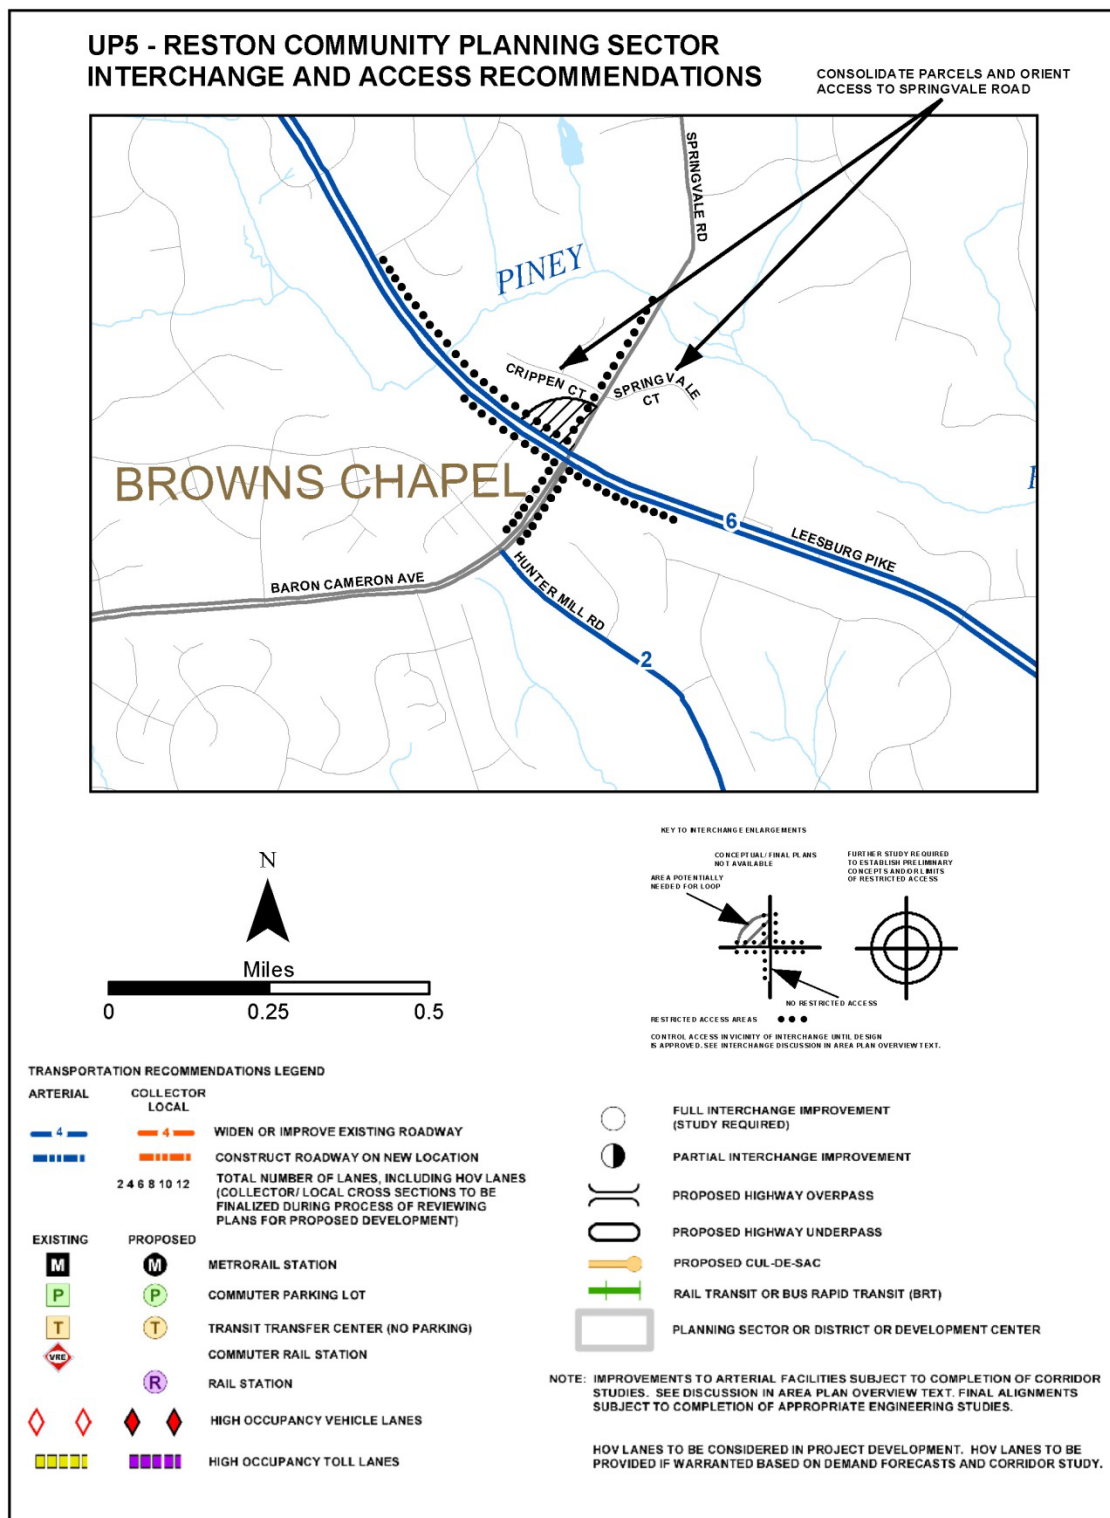 UP5 - RESTON COMMUNITY PLANNING SECTOR
INTERCHANGE AND ACCESS RECOMMENDATIONS
CONSOLIDATE PARCELS AND ORIENT
ACCESS TO SPRINGVALE ROAD
SPRINGVALE RD
PINEY
CRIPPEN CT
SPRINGVALE
CT
BROWNS CHAPEL
6
LEESBURG PIKE
BARON CAMERON AVE
HUNTER MILL RD
2
KEY TO INTERCHANGE ENLARGEMENTS
CONCEPTUAL/FINAL PLANS
NOT AVAILABLE
FURTHER STUDY REQUIRED
TO ESTABLISH PRELIMINARY
CONCEPTS AND/OR LIMITS
OF RESTRICTED ACCESS
AREA POTENTIALLY
NEEDED FOR LOOP
NO RESTRICTED ACCESS
RESTRICTED ACCESS AREAS
CONTROL ACCESS IN VICINITY OF INTERCHANGE UNTIL DESIGN
IS APPROVED. SEE INTERCHANGE DISCUSSION IN AREA PLAN OVERVIEW TEXT.
N
Miles
0 0.25 0.5
TRANSPORTATION RECOMMENDATIONS LEGEND
ARTERIAL COLLECTOR
LOCAL
4 4 WIDEN OR IMPROVE EXISTING ROADWAY
CONSTRUCT ROADWAY ON NEW LOCATION
2 4 6 8 10 12 TOTAL NUMBER OF LANES, INCLUDING HOV LANES
(COLLECTOR/ LOCAL CROSS SECTIONS TO BE
FINALIZED DURING PROCESS OF REVIEWING
PLANS FOR PROPOSED DEVELOPMENT)
EXISTING PROPOSED
M M METRORAIL STATION
P P COMMUTER PARKING LOT
T T TRANSIT TRANSFER CENTER (NO PARKING)
VRE COMMUTER RAIL STATION
R RAIL STATION
HIGH OCCUPANCY VEHICLE LANES
HIGH OCCUPANCY TOLL LANES
FULL INTERCHANGE IMPROVEMENT
(STUDY REQUIRED)
PARTIAL INTERCHANGE IMPROVEMENT
PROPOSED HIGHWAY OVERPASS
PROPOSED HIGHWAY UNDERPASS
PROPOSED CUL-DE-SAC
RAIL TRANSIT OR BUS RAPID TRANSIT (BRT)
PLANNING SECTOR OR DISTRICT OR DEVELOPMENT CENTER
NOTE: IMPROVEMENTS TO ARTERIAL FACILITIES SUBJECT TO COMPLETION OF CORRIDOR
STUDIES. SEE DISCUSSION IN AREA PLAN OVERVIEW TEXT. FINAL ALIGNMENTS
SUBJECT TO COMPLETION OF APPROPRIATE ENGINEERING STUDIES.
HOV LANES TO BE CONSIDERED IN PROJECT DEVELOPMENT. HOV LANES TO BE
PROVIDED IF WARRANTED BASED ON DEMAND FORECASTS AND CORRIDOR STUDY.